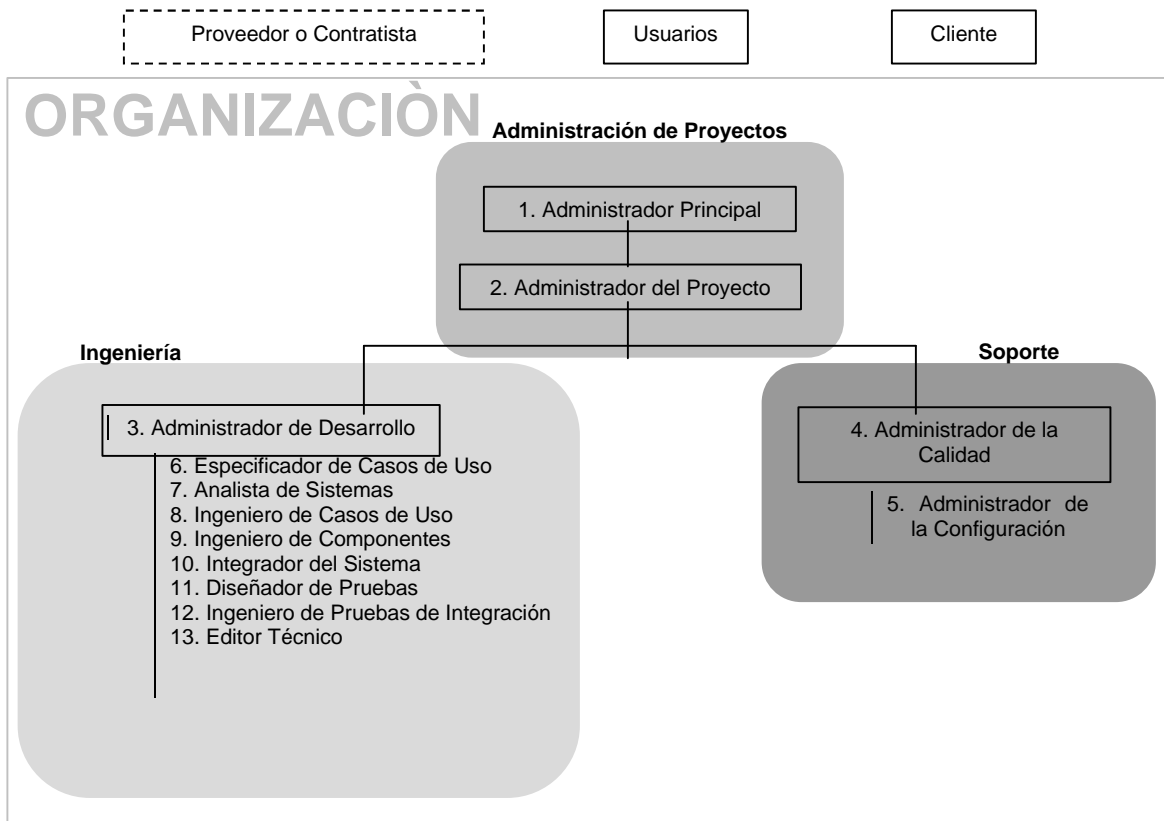 Proveedor o Contratista
Usuarios
Cliente
ORGANIZACIÒN
Administración de Proyectos
1. Administrador Principal
2. Administrador del Proyecto
Ingeniería
3. Administrador de Desarrollo
6. Especificador de Casos de Uso
7. Analista de Sistemas
8. Ingeniero de Casos de Uso
9. Ingeniero de Componentes
10. Integrador del Sistema
11. Diseñador de Pruebas
12. Ingeniero de Pruebas de Integración
13. Editor Técnico
Soporte
4. Administrador de la
Calidad
5. Administrador de
la Configuración